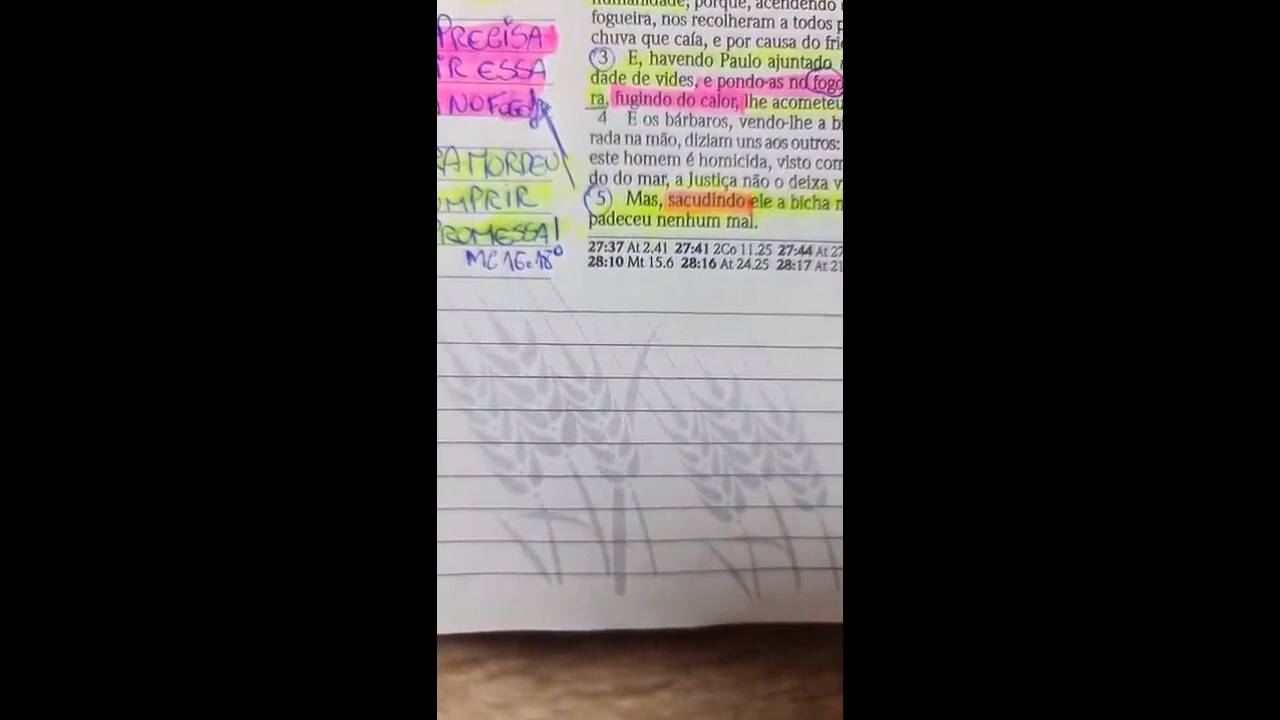 PRECISA
IR ESSA
NO FOGO
A MORDEU
MPRIR
PROMESSA!
MC 16:18
humanidade; porque, acendendo
fogueira, nos recolheram a todos p
chuva que caía, e por causa do fri
3 E, havendo Paulo ajuntado
dade de vides, e pondo-as no fogo
ra, fugindo do calor, lhe acometeu
4 E os bárbaros, vendo-lhe a bi
rada na mão, diziam uns aos outros:
este homem é homicida, visto com
do do mar, a Justiça não o deixa v
5 Mas, sacudindo ele a bicha n
padeceu nenhum mal.
27:37 At 2.41 27:41 2Co 11.25 27:44 At 27
28:10 Mt 15.6 28:16 At 24.25 28:17 At 21